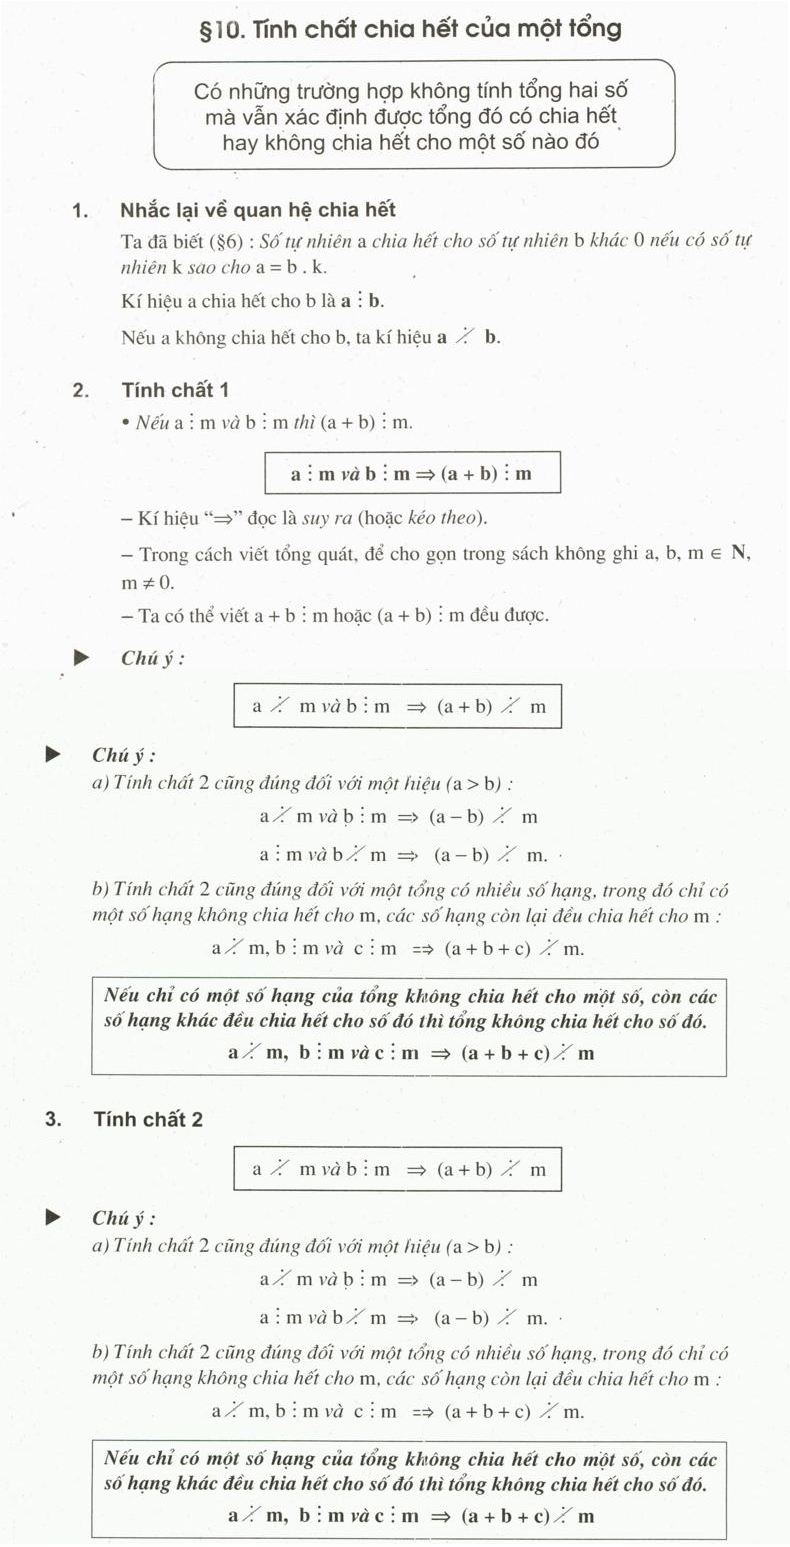 §10. Tính chất chia hết của một tổng
Có những trường hợp không tính tổng hai số
mà vẫn xác định được tổng đó có chia hết
hay không chia hết cho một số nào đó
1. Nhắc lại về quan hệ chia hết
Ta đã biết (§6) : Số tự nhiên a chia hết cho số tự nhiên b khác 0 nếu có số tự
nhiên k sao cho a = b . k.
Kí hiệu a chia hết cho b là a ⋮ b.
Nếu a không chia hết cho b, ta kí hiệu a ⋮̸ b.
2. Tính chất 1
• Nếu a ⋮ m và b ⋮ m thì (a + b) ⋮ m.
a ⋮ m và b ⋮ m ⇒ (a + b) ⋮ m
– Kí hiệu “⇒” đọc là suy ra (hoặc kéo theo).
– Trong cách viết tổng quát, để cho gọn trong sách không ghi a, b, m ∈ N,
m ≠ 0.
– Ta có thể viết a + b ⋮ m hoặc (a + b) ⋮ m đều được.
▶ Chú ý :
a ⋮̸ m và b ⋮ m ⇒ (a + b) ⋮̸ m
▶ Chú ý :
a) Tính chất 2 cũng đúng đối với một hiệu (a > b) :
a ⋮̸ m và b ⋮ m ⇒ (a – b) ⋮̸ m
a ⋮ m và b ⋮̸ m ⇒ (a – b) ⋮̸ m.
b) Tính chất 2 cũng đúng đối với một tổng có nhiều số hạng, trong đó chỉ có
một số hạng không chia hết cho m, các số hạng còn lại đều chia hết cho m :
a ⋮̸ m, b ⋮ m và c ⋮ m ⇒ (a + b + c) ⋮̸ m.
Nếu chỉ có một số hạng của tổng không chia hết cho một số, còn các
số hạng khác đều chia hết cho số đó thì tổng không chia hết cho số đó.
a ⋮̸ m, b ⋮ m và c ⋮ m ⇒ (a + b + c) ⋮̸ m
3. Tính chất 2
a ⋮̸ m và b ⋮ m ⇒ (a + b) ⋮̸ m
▶ Chú ý :
a) Tính chất 2 cũng đúng đối với một hiệu (a > b) :
a ⋮̸ m và b ⋮ m ⇒ (a – b) ⋮̸ m
a ⋮ m và b ⋮̸ m ⇒ (a – b) ⋮̸ m.
b) Tính chất 2 cũng đúng đối với một tổng có nhiều số hạng, trong đó chỉ có
một số hạng không chia hết cho m, các số hạng còn lại đều chia hết cho m :
a ⋮̸ m, b ⋮ m và c ⋮ m ⇒ (a + b + c) ⋮̸ m.
Nếu chỉ có một số hạng của tổng không chia hết cho một số, còn các
số hạng khác đều chia hết cho số đó thì tổng không chia hết cho số đó.
a ⋮̸ m, b ⋮ m và c ⋮ m ⇒ (a + b + c) ⋮̸ m